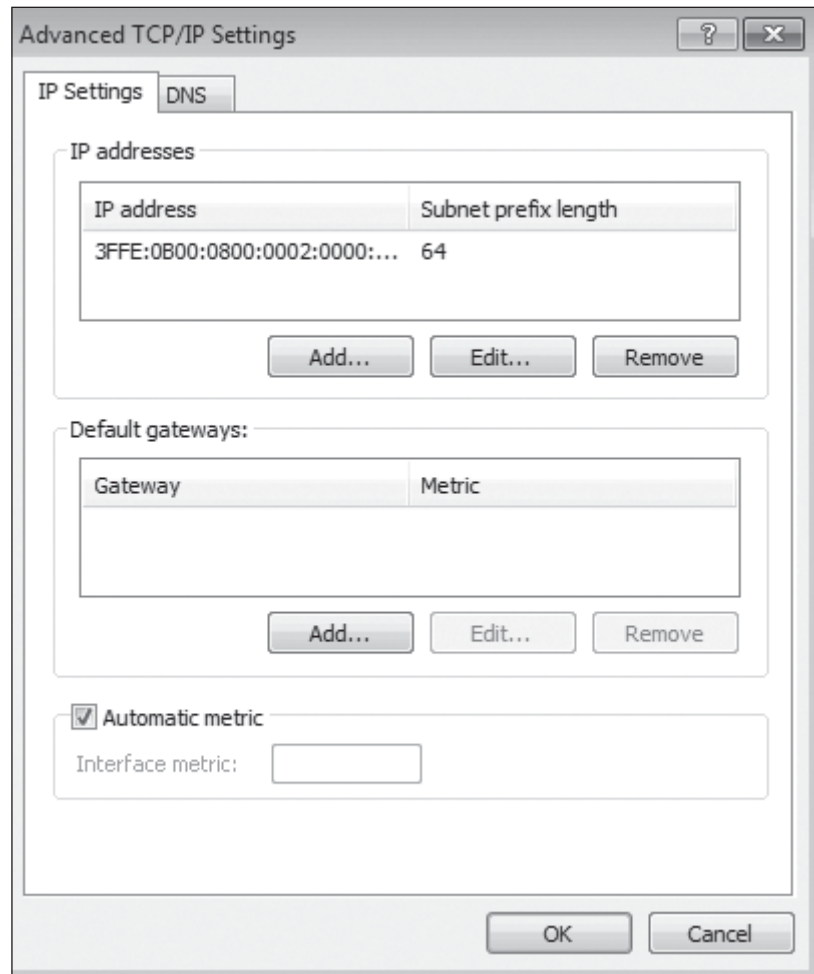 Advanced TCP/IP Settings
IP Settings
DNS
IP addresses
IP address Subnet prefix length
3FFE:0B00:0800:0002:0000:... 64
Add... Edit... Remove
Default gateways:
Gateway Metric
Add... Edit... Remove
Automatic metric
Interface metric:
OK Cancel